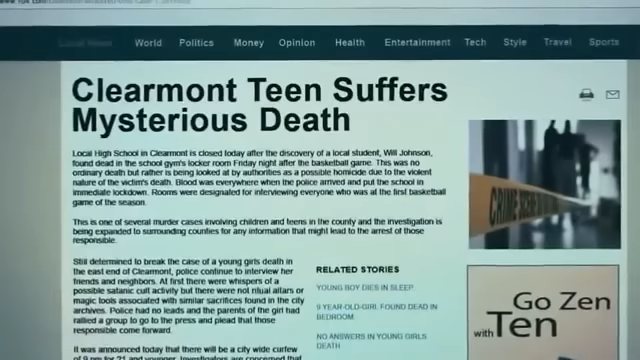 World Politics Money Opinion Health Entertainment Tech Style Travel Sports
Clearmont Teen Suffers
Mysterious Death
Local High School in Clearmont is closed today after the discovery of a local student, Will Johnson,
found dead in the school gym's locker room Friday night after the basketball game. This was no
ordinary death but rather is being looked at by authorities as a possible homicide due to the violent
nature of the victim's death. Blood was everywhere when the police arrived and put the school in
immediate lockdown. Rooms were designated for interviewing everyone who was at the first basketball
game of the season.
This is one of several murder cases involving children and teens in the county and the investigation is
being expanded to surrounding counties for any information that might lead to the arrest of those
responsible.
Still determined to break the case of a young girls death in
the east end of Clearmont, police continue to interview her
friends and neighbors. At first there were whispers of a
possible satanic cult activity but there were not ritual altars or
magic tools associated with similar sacrifices found in the city
archives. Police had no leads and the parents of the girl had
rallied a group to go to the press and plead that those
responsible come forward.
It was announced today that there will be a city wide curfew
of 9 pm for 21 and younger. Investigators are concerned that
CRIME SCENE
RELATED STORIES
YOUNG BOY DIES IN SLEEP
9 YEAR-OLD-GIRL FOUND DEAD IN
BEDROOM
NO ANSWERS IN YOUNG GIRLS
DEATH
Go Zen
with Ten